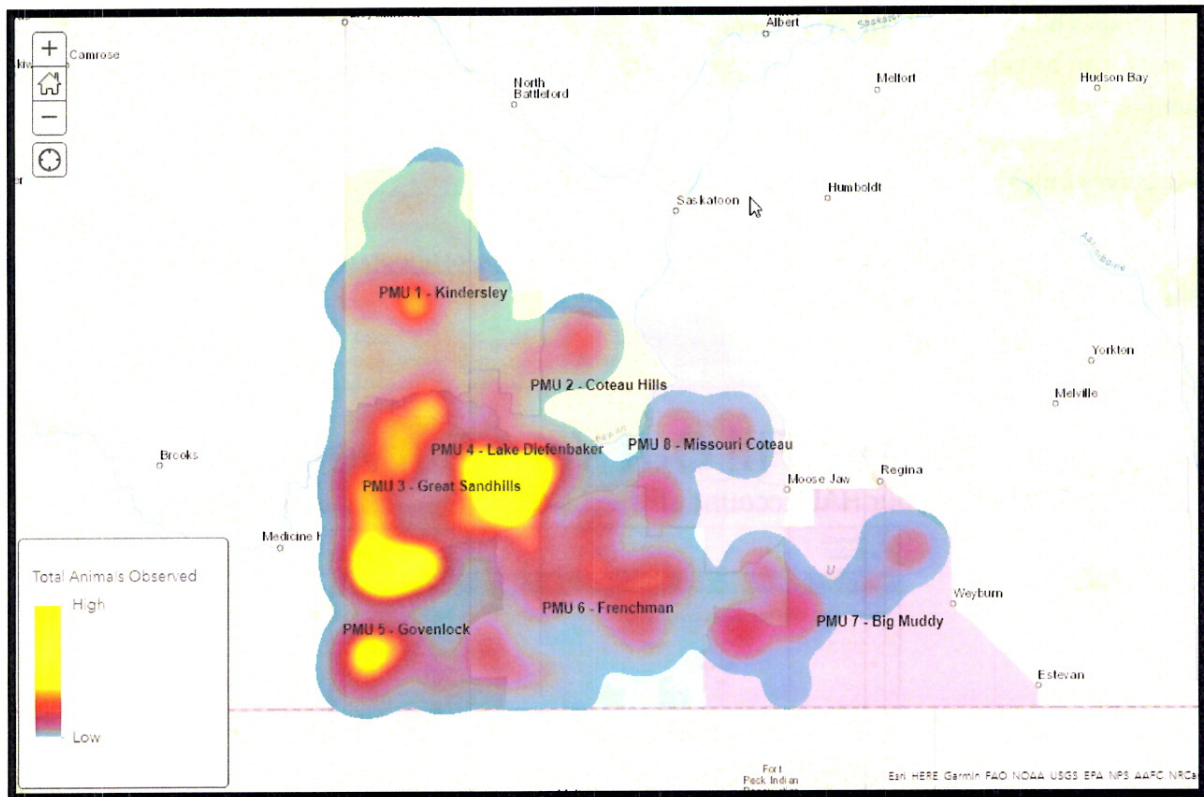 Albert
Camrose
North
Battleford
Melfort
Hudson Bay
Saskatoon
Humboldt
PMU 1 - Kindersley
Yorkton
PMU 2 - Coteau Hills
Melville
PMU 8 - Missouri Coteau
PMU 4 - Lake Diefenbaker
Brooks
Regina
Moose Jaw
PMU 3 - Great Sandhills
Medicine H
Total Animals Observed
High
Low
Weyburn
PMU 6 - Frenchman
PMU 7 - Big Muddy
PMU 5 - Govenlock
Estevan
Fort
Peck Indian
Esri HERE Garmin FAO NOAA USGS EPA NPS AAFC NRCa